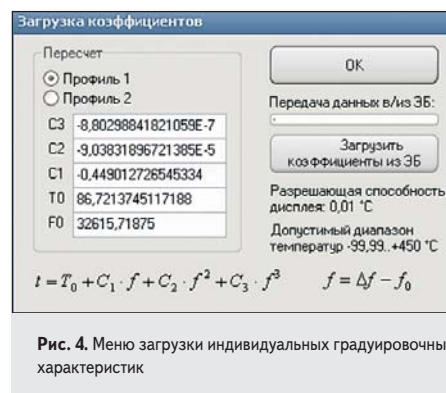 Загрузка коэффициентов
Пересчет
Профиль 1
Профиль 2
C3 -8,80298841821059E-7
C2 -9,03831896721385E-5
C1 -0,449012726545334
T0 86,7213745117188
F0 32615,71875
OK
Передача данных в/из ЭБ:
Загрузить
коэффициенты из ЭБ
Разрешающая способность
дисплея: 0,01 °C
Допустимый диапазон
температур -99,99..+450 °C
t = T₀ + C₁ · f + C₂ · f² + C₃ · f³ f = Δf − f₀
Рис. 4. Меню загрузки индивидуальных градуировочны
характеристик